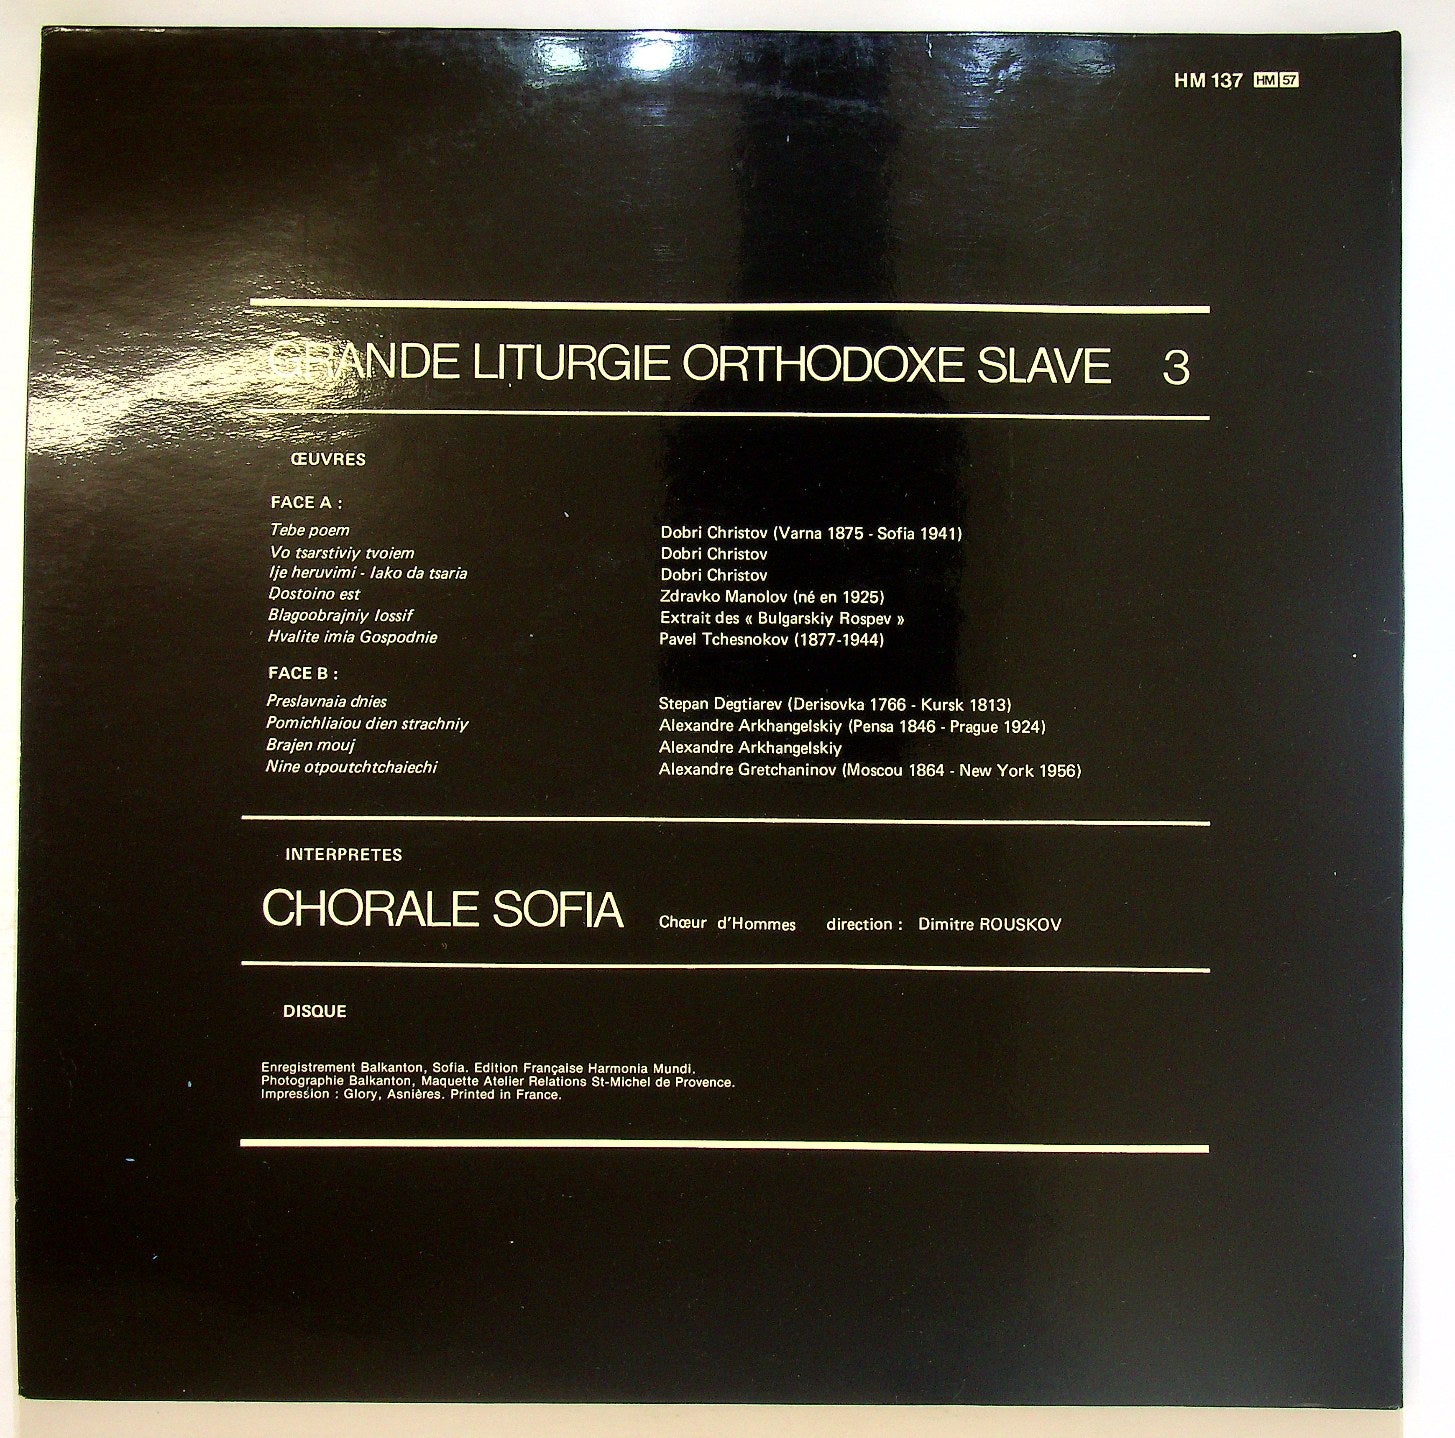 HM 137 HM 57
GRANDE LITURGIE ORTHODOXE SLAVE 3
ŒUVRES
FACE A :
Tebe poem Dobri Christov (Varna 1875 - Sofia 1941)
Vo tsarstiviy tvoiem Dobri Christov
Ije heruvimi - Iako da tsaria Dobri Christov
Dostoino est Zdravko Manolov (né en 1925)
Blagoobrajniy Iossif Extrait des « Bulgarskiy Rospev »
Hvalite imia Gospodnie Pavel Tchesnokov (1877-1944)
FACE B :
Preslavnaia dnies Stepan Degtiarev (Derisovka 1766 - Kursk 1813)
Pomichliaiou dien strachniy Alexandre Arkhangelskiy (Pensa 1846 - Prague 1924)
Brajen mouj Alexandre Arkhangelskiy
Nine otpoutchtchaiechi Alexandre Gretchaninov (Moscou 1864 - New York 1956)
INTERPRETES
CHORALE SOFIA Chœur d'Hommes direction : Dimitre ROUSKOV
DISQUE
Enregistrement Balkanton, Sofia. Edition Française Harmonia Mundi.
Photographie Balkanton, Maquette Atelier Relations St-Michel de Provence.
Impression : Glory, Asnières. Printed in France.